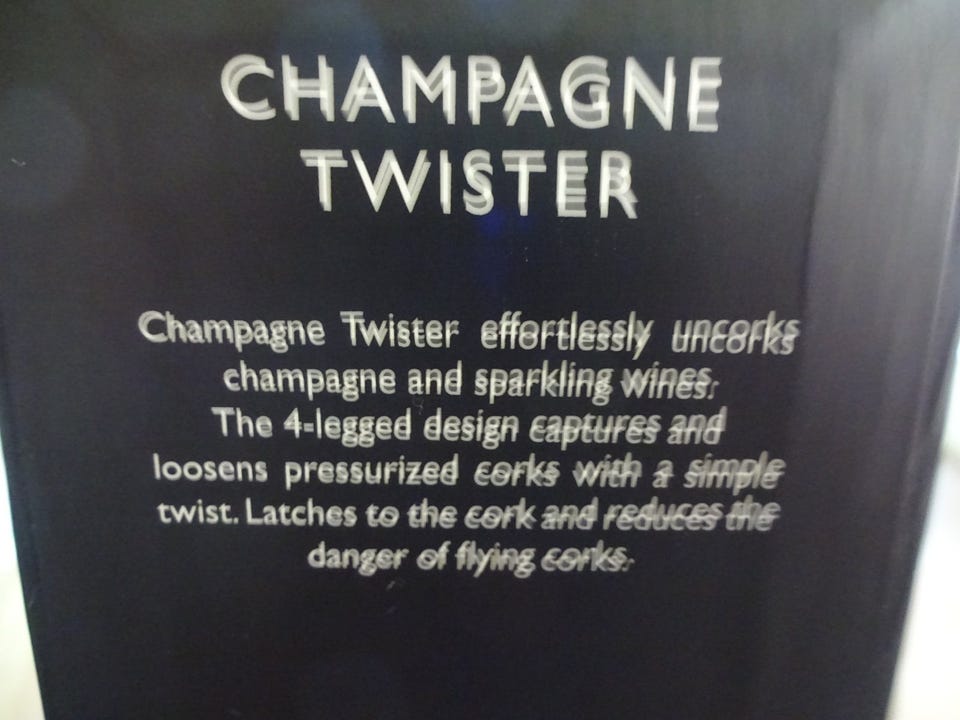 CHAMPAGNE
TWISTER
Champagne Twister effortlessly uncorks
champagne and sparkling wines.
The 4-legged design captures and
loosens pressurized corks with a simple
twist. Latches to the cork and reduces the
danger of flying corks.